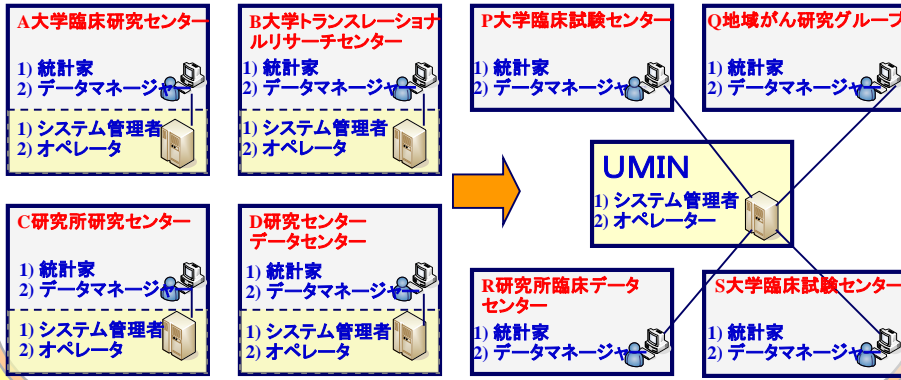 A大学臨床研究センター
1) 統計家
2) データマネージャー
1) システム管理者
2) オペレータ
B大学トランスレーショナ
ルリサーチセンター
1) 統計家
2) データマネージャー
1) システム管理者
2) オペレータ
C研究所研究センター
1) 統計家
2) データマネージャー
1) システム管理者
2) オペレータ
D研究センター
データセンター
1) 統計家
2) データマネージャー
1) システム管理者
2) オペレータ
P大学臨床試験センター
1) 統計家
2) データマネージャー
Q地域がん研究グループ
1) 統計家
2) データマネージャー
UMIN
1) システム管理者
2) オペレーター
R研究所臨床データ
センター
1) 統計家
2) データマネージャー
S大学臨床試験センター
1) 統計家
2) データマネージャー